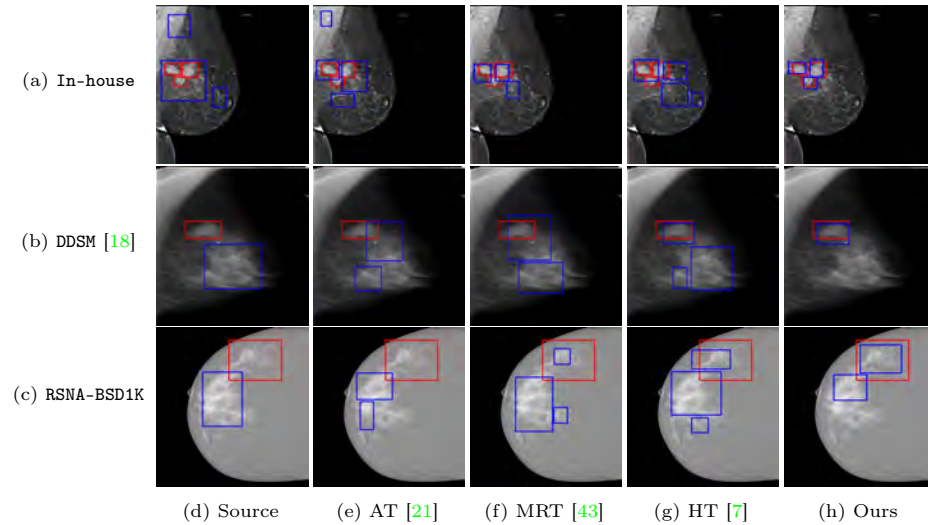 (a) In-house
(b) DDSM [18]
(c) RSNA-BSD1K
(d) Source (e) AT [21] (f) MRT [43] (g) HT [7] (h) Ours